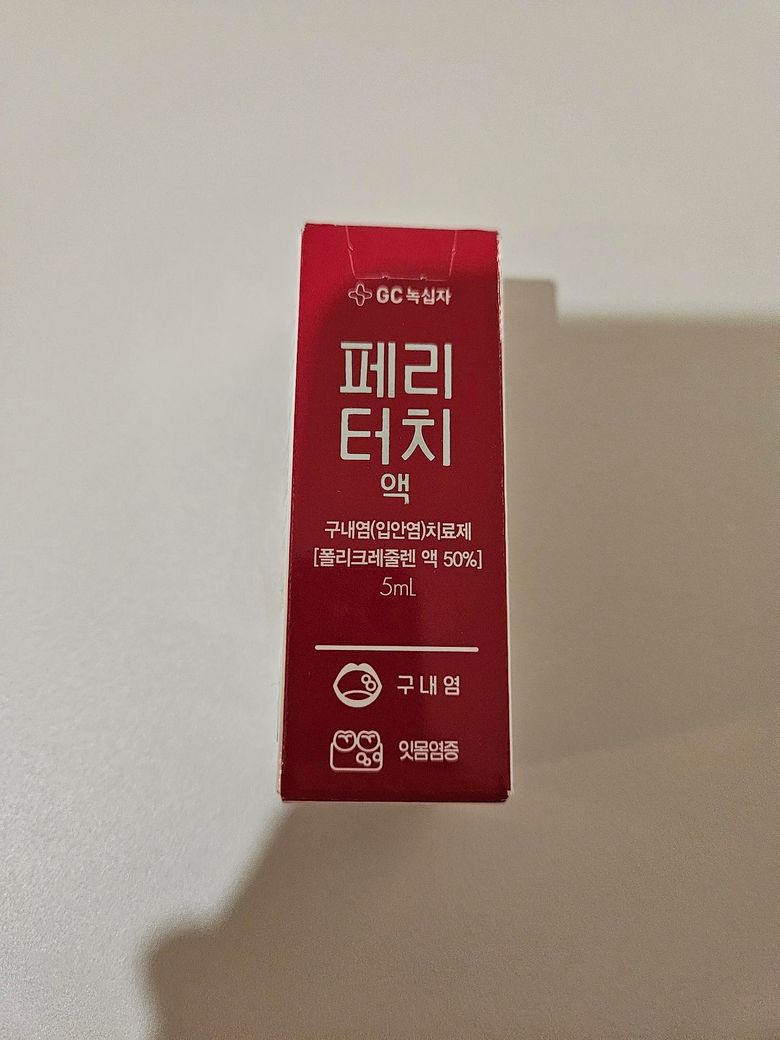 GC 녹십자
페리
터치
액
구내염(입안염)치료제
[폴리크레줄렌 액 50%]
5mL
구내염
잇몸염증